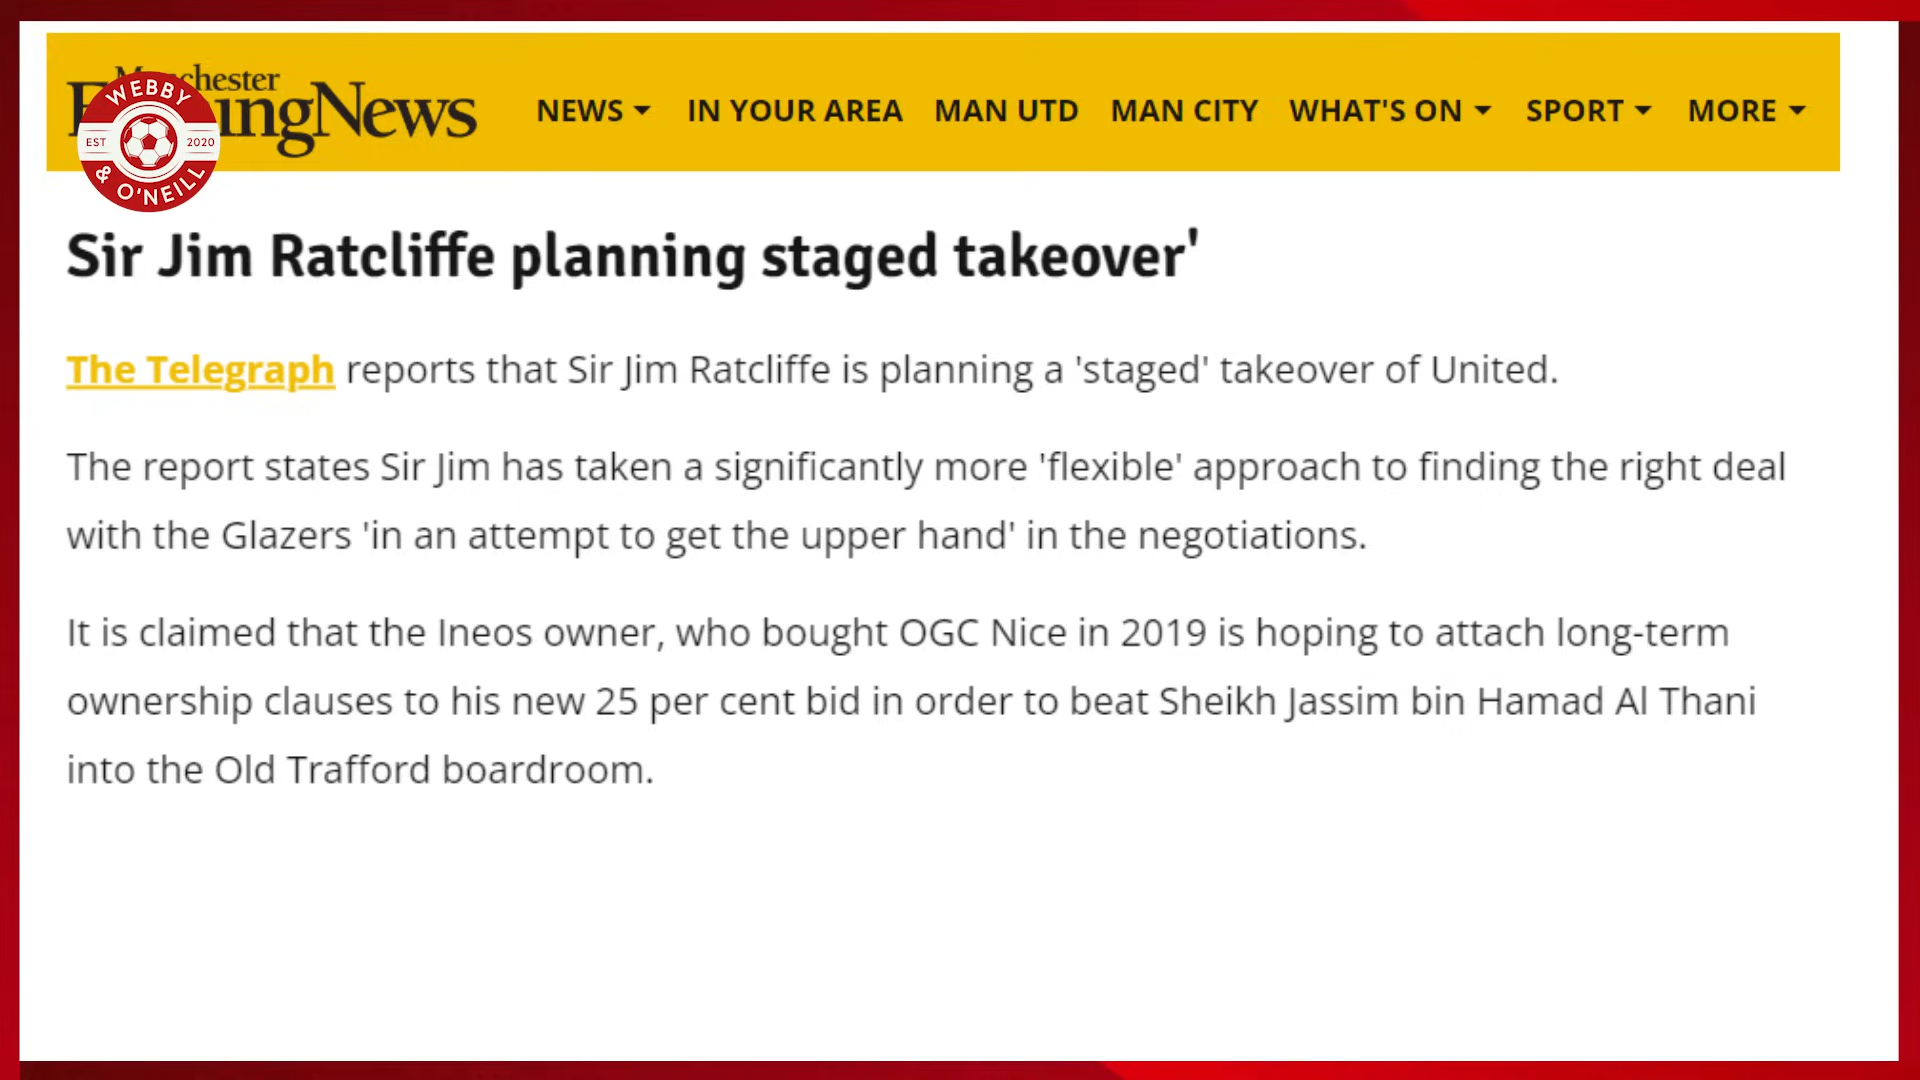 Manchester
ingNews
WEBBY
EST 2020
& O'NEILL
NEWS IN YOUR AREA MAN UTD MAN CITY WHAT'S ON SPORT MORE
Sir Jim Ratcliffe planning staged takeover'
The Telegraph reports that Sir Jim Ratcliffe is planning a 'staged' takeover of United.
The report states Sir Jim has taken a significantly more 'flexible' approach to finding the right deal
with the Glazers 'in an attempt to get the upper hand' in the negotiations.
It is claimed that the Ineos owner, who bought OGC Nice in 2019 is hoping to attach long-term
ownership clauses to his new 25 per cent bid in order to beat Sheikh Jassim bin Hamad Al Thani
into the Old Trafford boardroom.